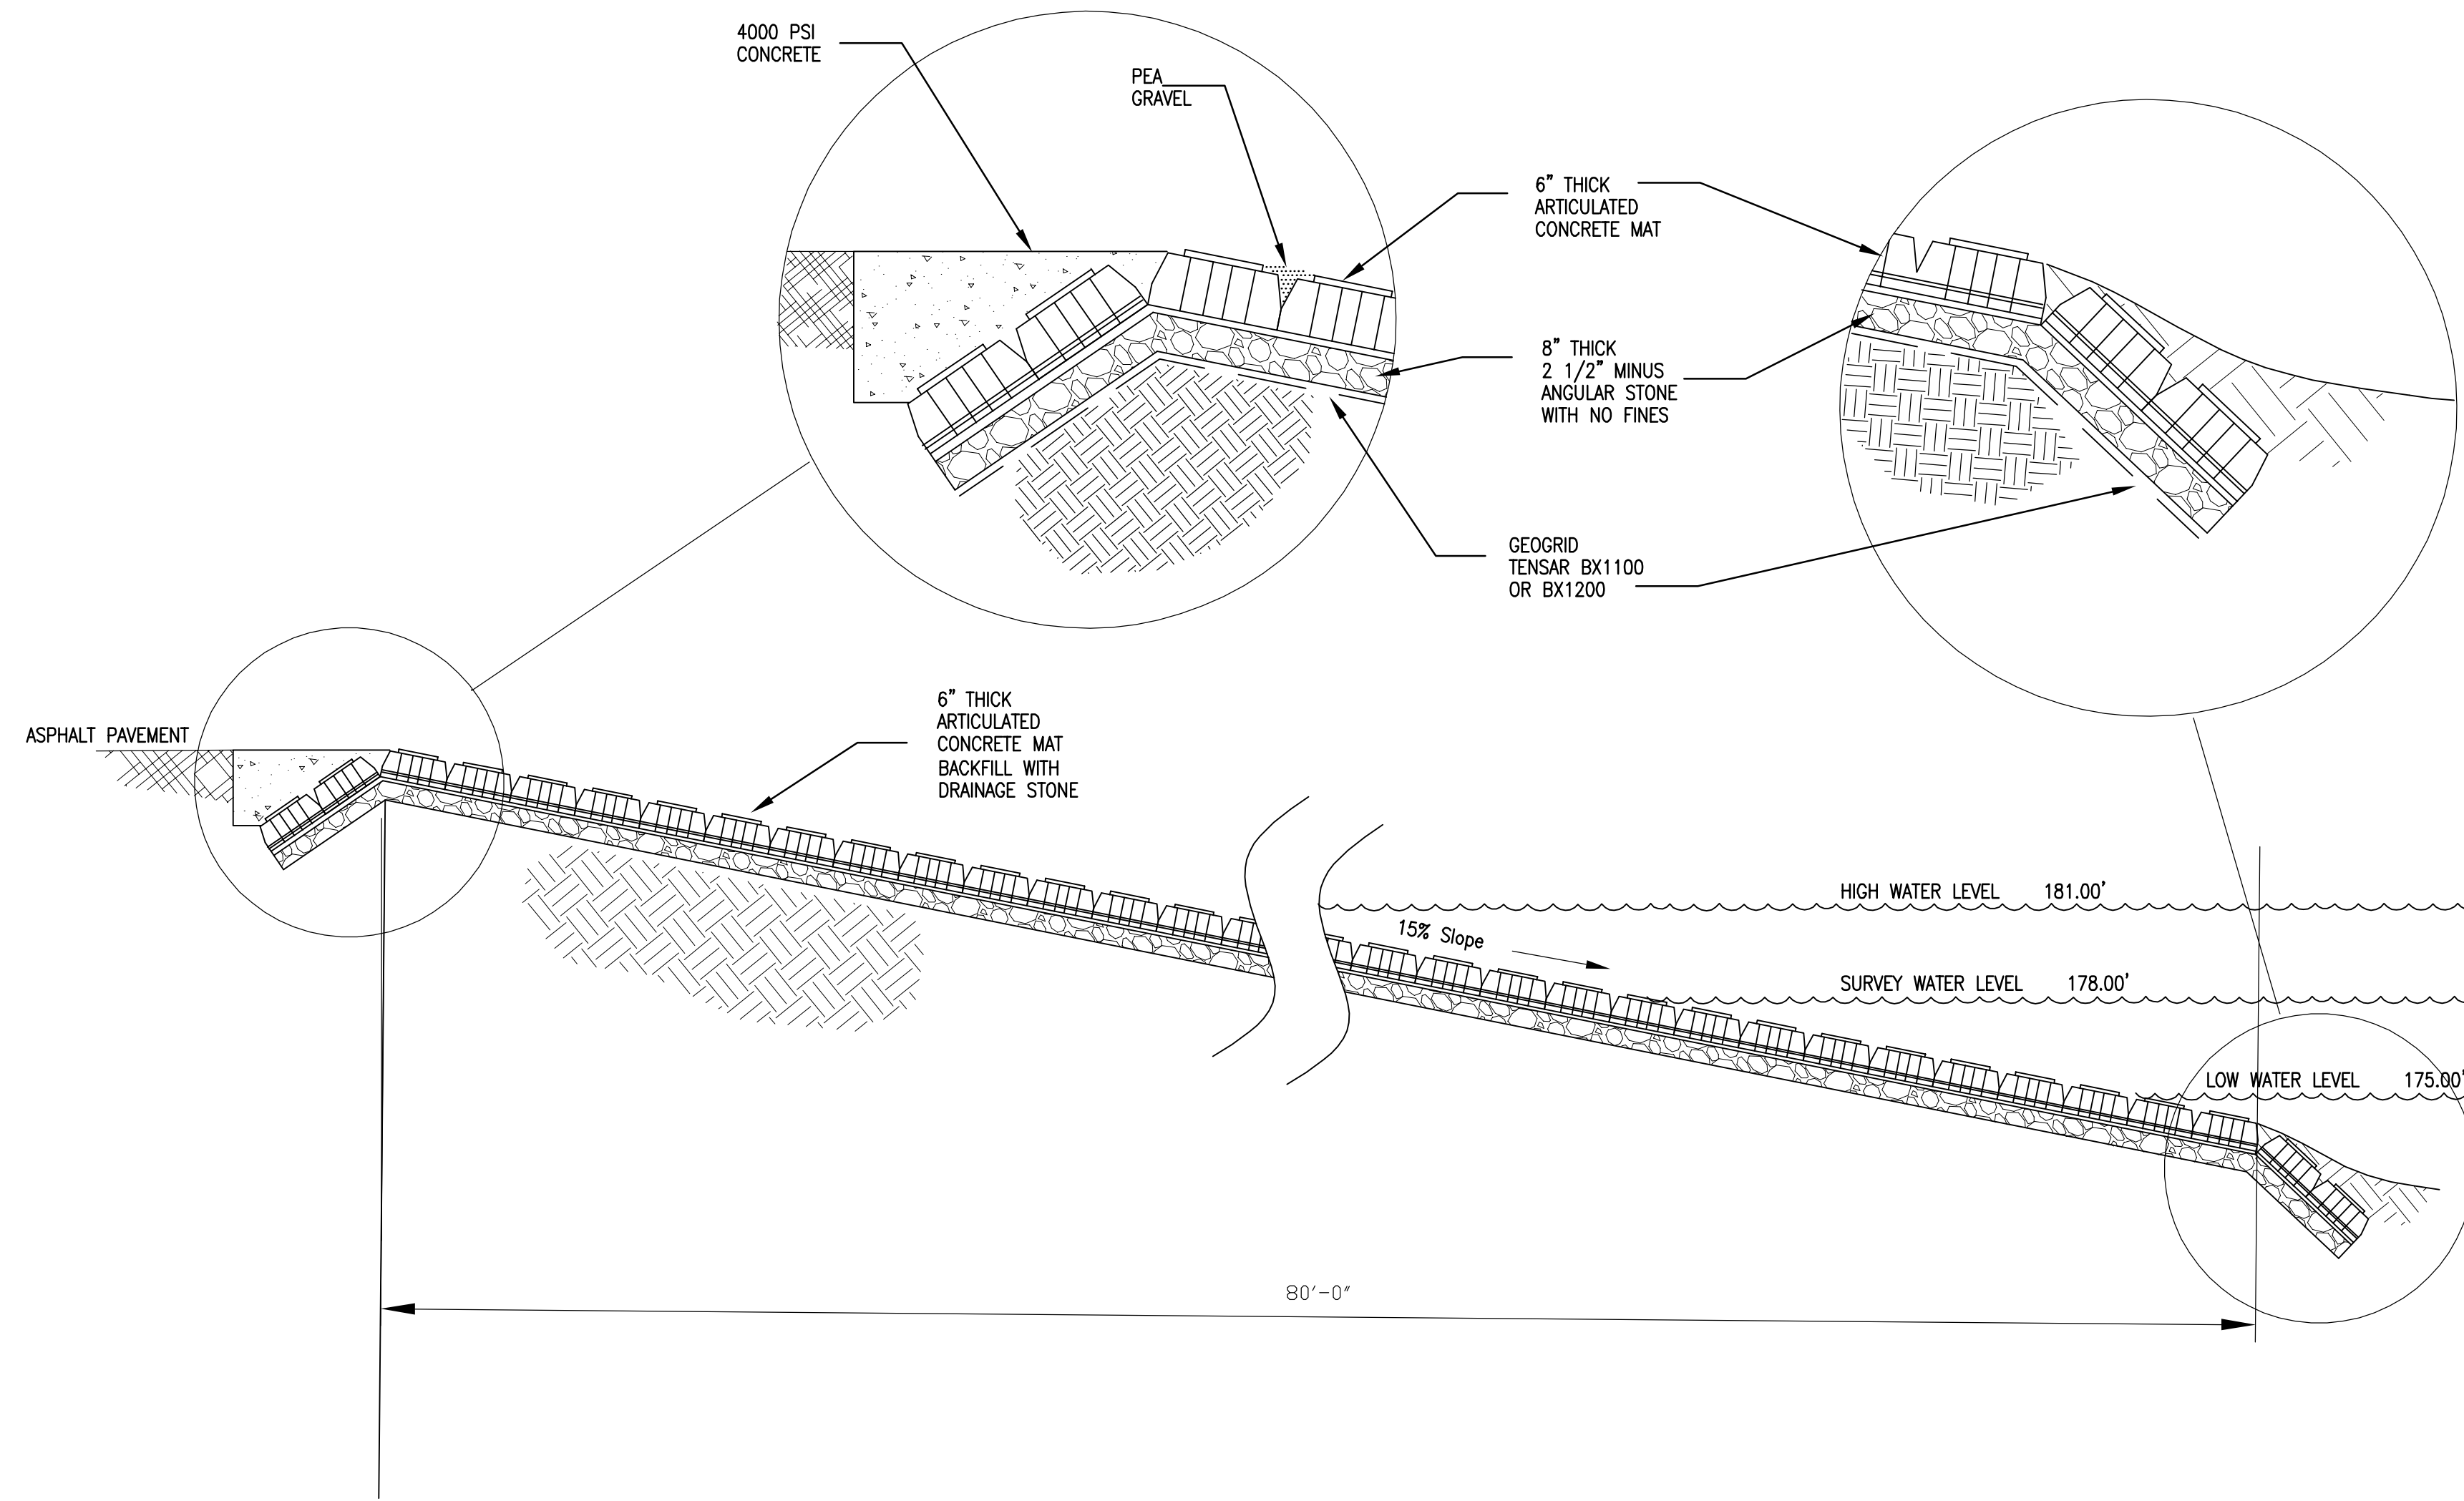 4000 PSI
CONCRETE
PEA
GRAVEL
6” THICK
ARTICULATED
CONCRETE MAT
8” THICK
2 1/2” MINUS
ANGULAR STONE
WITH NO FINES
GEOGRID
TENSAR BX1100
OR BX1200
ASPHALT PAVEMENT
6” THICK
ARTICULATED
CONCRETE MAT
BACKFILL WITH
DRAINAGE STONE
HIGH WATER LEVEL 181.00'
15% Slope
SURVEY WATER LEVEL 178.00'
LOW WATER LEVEL 175.00'
80'-0"